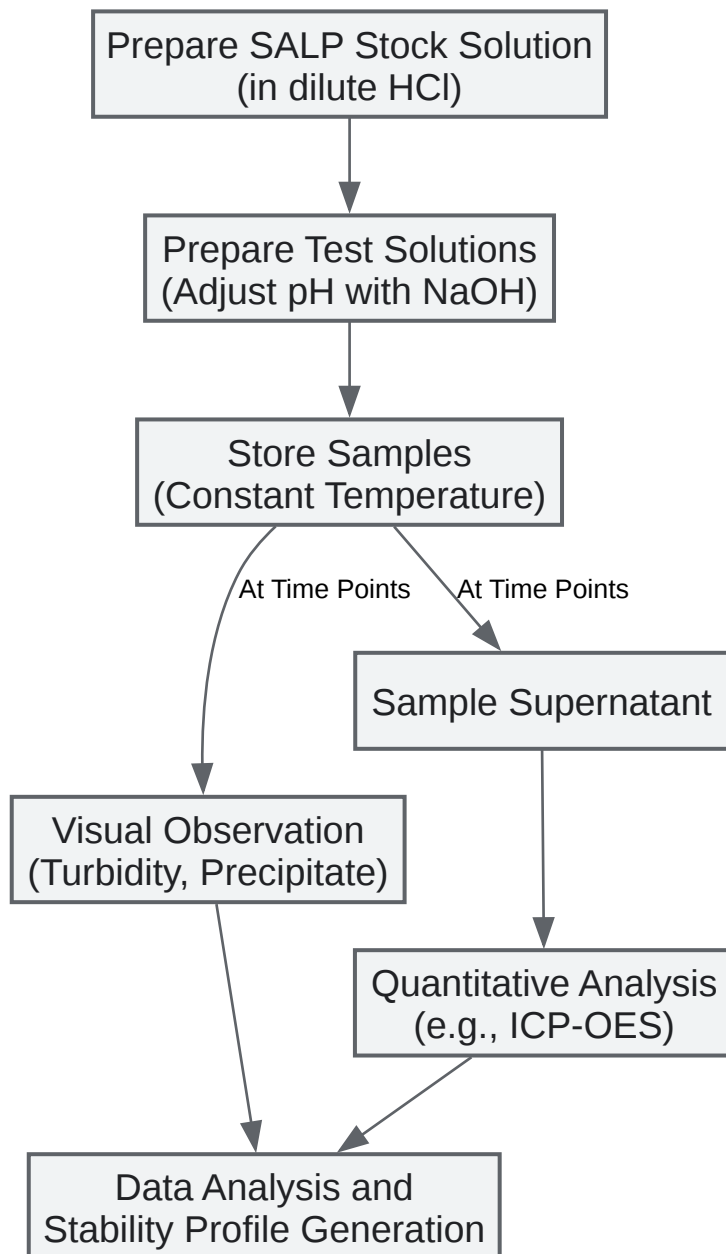 Prepare SALP Stock Solution
(in dilute HCl)
Prepare Test Solutions
(Adjust pH with NaOH)
Store Samples
(Constant Temperature)
At Time Points
At Time Points
Sample Supernatant
Visual Observation
(Turbidity, Precipitate)
Quantitative Analysis
(e.g., ICP-OES)
Data Analysis and
Stability Profile Generation